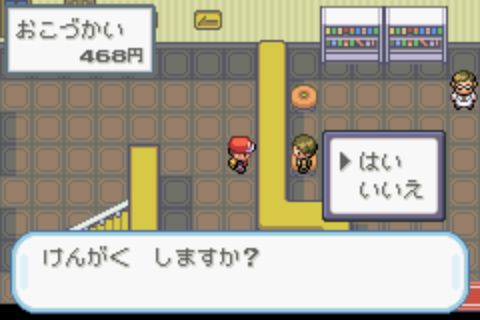 おこづかい
468円
▶はい
いいえ
けんがく しますか?